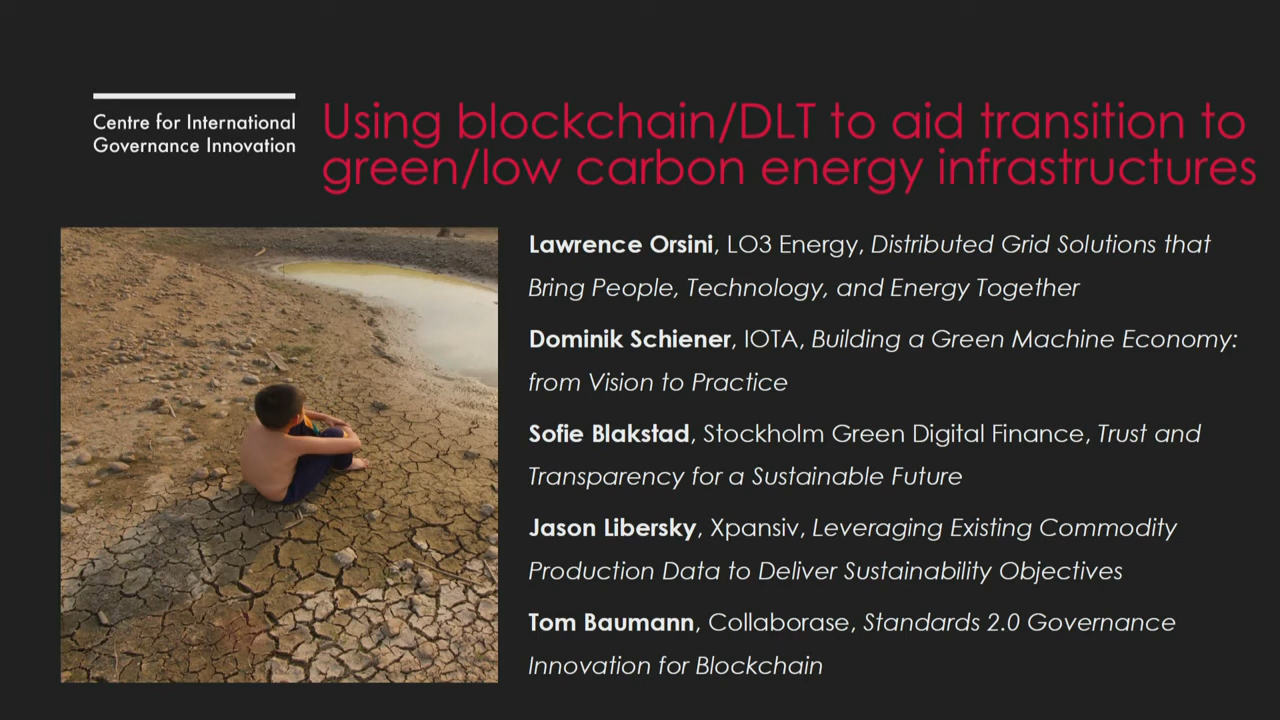 Centre for International
Governance Innovation
Using blockchain/DLT to aid transition to
green/low carbon energy infrastructures
Lawrence Orsini, LO3 Energy, Distributed Grid Solutions that
Bring People, Technology, and Energy Together
Dominik Schiener, IOTA, Building a Green Machine Economy:
from Vision to Practice
Sofie Blakstad, Stockholm Green Digital Finance, Trust and
Transparency for a Sustainable Future
Jason Libersky, Xpansiv, Leveraging Existing Commodity
Production Data to Deliver Sustainability Objectives
Tom Baumann, Collaborase, Standards 2.0 Governance
Innovation for Blockchain